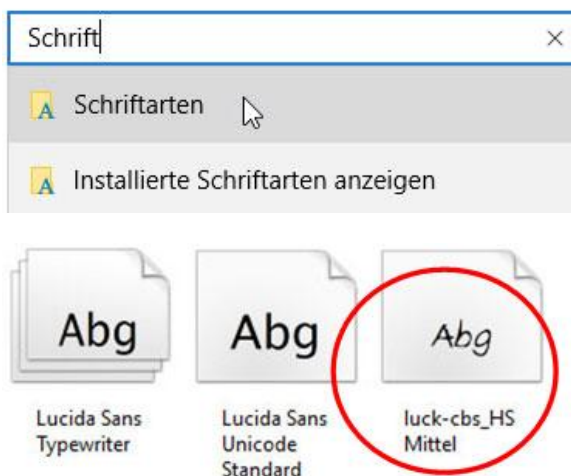 Schrift
Schriftarten
Installierte Schriftarten anzeigen
Abg Abg Abg
Lucida Sans Lucida Sans luck-cbs_HS
Typewriter Unicode Mittel
Standard